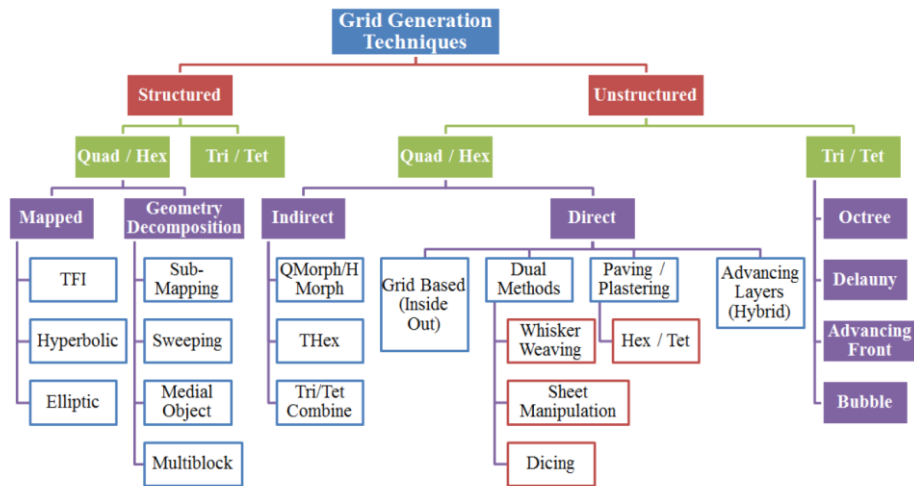 Grid Generation
Techniques
Structured
Unstructured
Quad / Hex
Tri / Tet
Quad / Hex
Tri / Tet
Mapped
Geometry
Decomposition
Indirect
Direct
Octree
TFI
Sub-
Mapping
QMorph/H
Morph
Grid Based
(Inside
Out)
Dual
Methods
Paving /
Plastering
Advancing
Layers
(Hybrid)
Delauny
Hyperbolic
Sweeping
THex
Whisker
Weaving
Hex / Tet
Advancing
Front
Elliptic
Medial
Object
Tri/Tet
Combine
Sheet
Manipulation
Bubble
Multiblock
Dicing